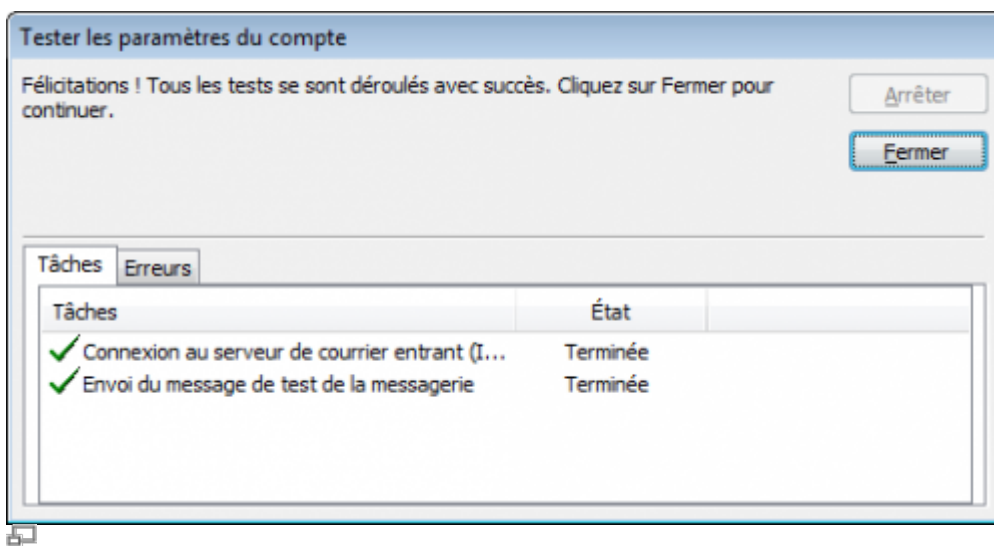 Tester les paramètres du compte
Félicitations ! Tous les tests se sont déroulés avec succès. Cliquez sur Fermer pour
continuer.
Arrêter
Fermer
Tâches Erreurs
Tâches État
Connexion au serveur de courrier entrant (I... Terminée
Envoi du message de test de la messagerie Terminée